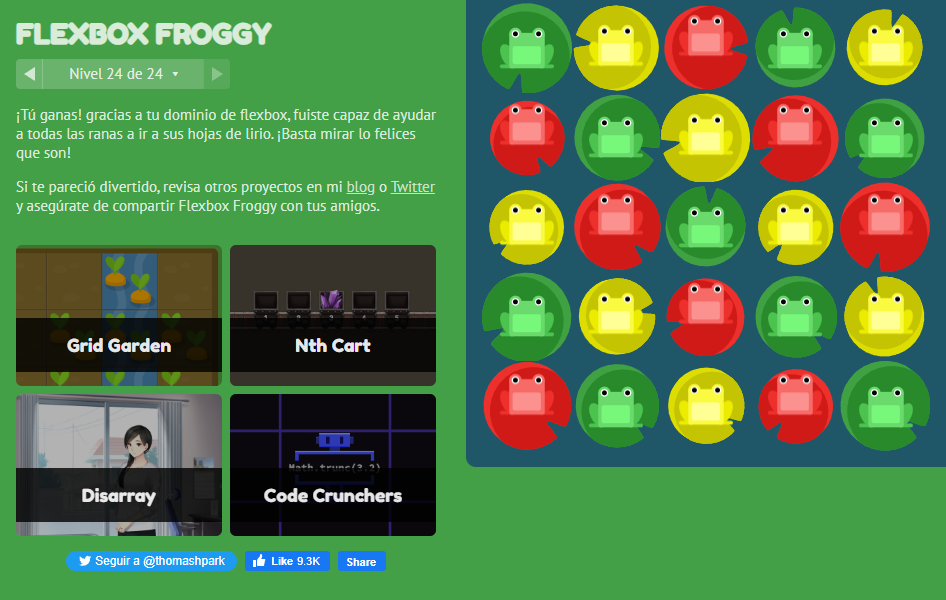 FLEXBOX FROGGY
Nivel 24 de 24
¡Tú ganas! gracias a tu dominio de flexbox, fuiste capaz de ayudar
a todas las ranas a ir a sus hojas de lirio. ¡Basta mirar lo felices
que son!
Si te pareció divertido, revisa otros proyectos en mi blog o Twitter
y asegúrate de compartir Flexbox Froggy con tus amigos.
Grid Garden
Nth Cart
Disarray
Math.trunc(3.2)
Code Crunchers
Seguir a @thomashpark
Like 9.3K
Share